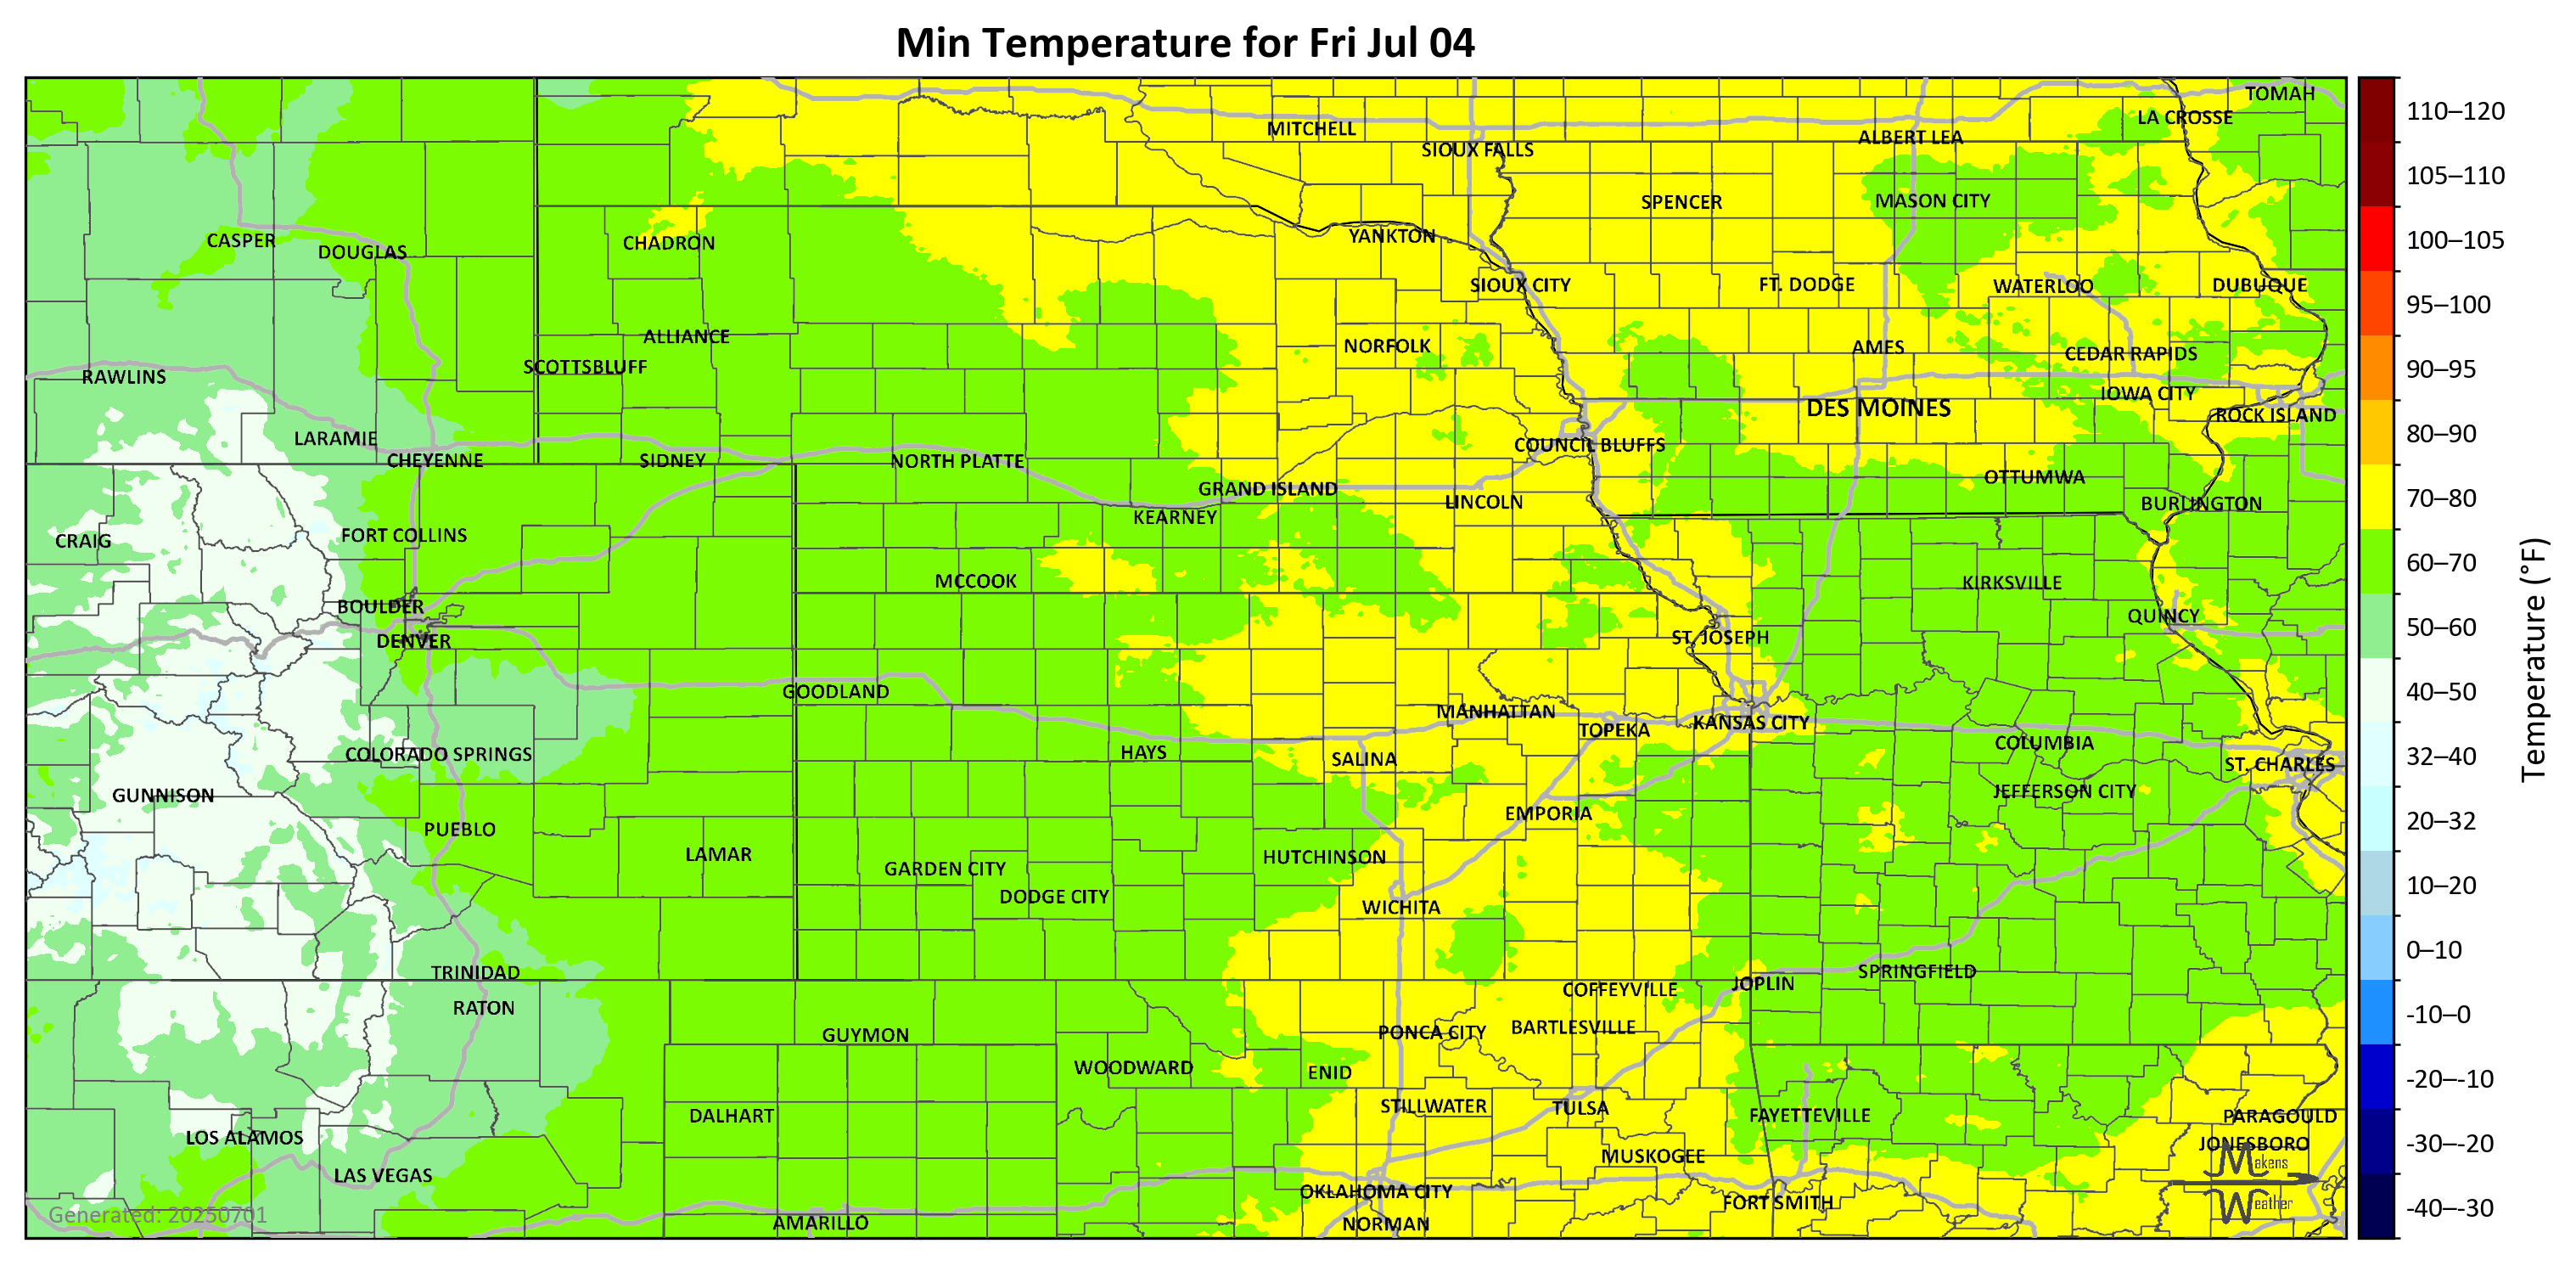 Min Temperature for Fri Jul 04
TOMAH
LA CROSSE
MITCHELL
ALBERT LEA
SIOUX FALLS
SPENCER
MASON CITY
CASPER
DOUGLAS
CHADRON
YANKTON
SIOUX CITY
FT. DODGE
WATERLOO
DUBUQUE
ALLIANCE
NORFOLK
AMES
CEDAR RAPIDS
SCOTTSBLUFF
RAWLINS
IOWA CITY
DES MOINES
ROCK ISLAND
LARAMIE
COUNCIL BLUFFS
CHEYENNE
SIDNEY
NORTH PLATTE
OTTUMWA
GRAND ISLAND
LINCOLN
BURLINGTON
KEARNEY
FORT COLLINS
CRAIG
MCCOOK
KIRKSVILLE
BOULDER
QUINCY
DENVER
ST. JOSEPH
GOODLAND
MANHATTAN
KANSAS CITY
TOPEKA
COLUMBIA
HAYS
COLORADO SPRINGS
SALINA
ST. CHARLES
JEFFERSON CITY
GUNNISON
EMPORIA
PUEBLO
LAMAR
HUTCHINSON
GARDEN CITY
DODGE CITY
WICHITA
TRINIDAD
SPRINGFIELD
JOPLIN
COFFEYVILLE
RATON
BARTLESVILLE
PONCA CITY
GUYMON
WOODWARD
ENID
STILLWATER
TULSA
DALHART
FAYETTEVILLE
PARAGOULD
LOS ALAMOS
JONESBORO
MUSKOGEE
LAS VEGAS
OKLAHOMA CITY
FORT SMITH
AMARILLO
NORMAN
Makens
Weather
Generated: 20250701
110–120
105–110
100–105
95–100
90–95
80–90
70–80
60–70
50–60
40–50
32–40
20–32
10–20
0–10
-10–0
-20–-10
-30–-20
-40–-30
Temperature (°F)